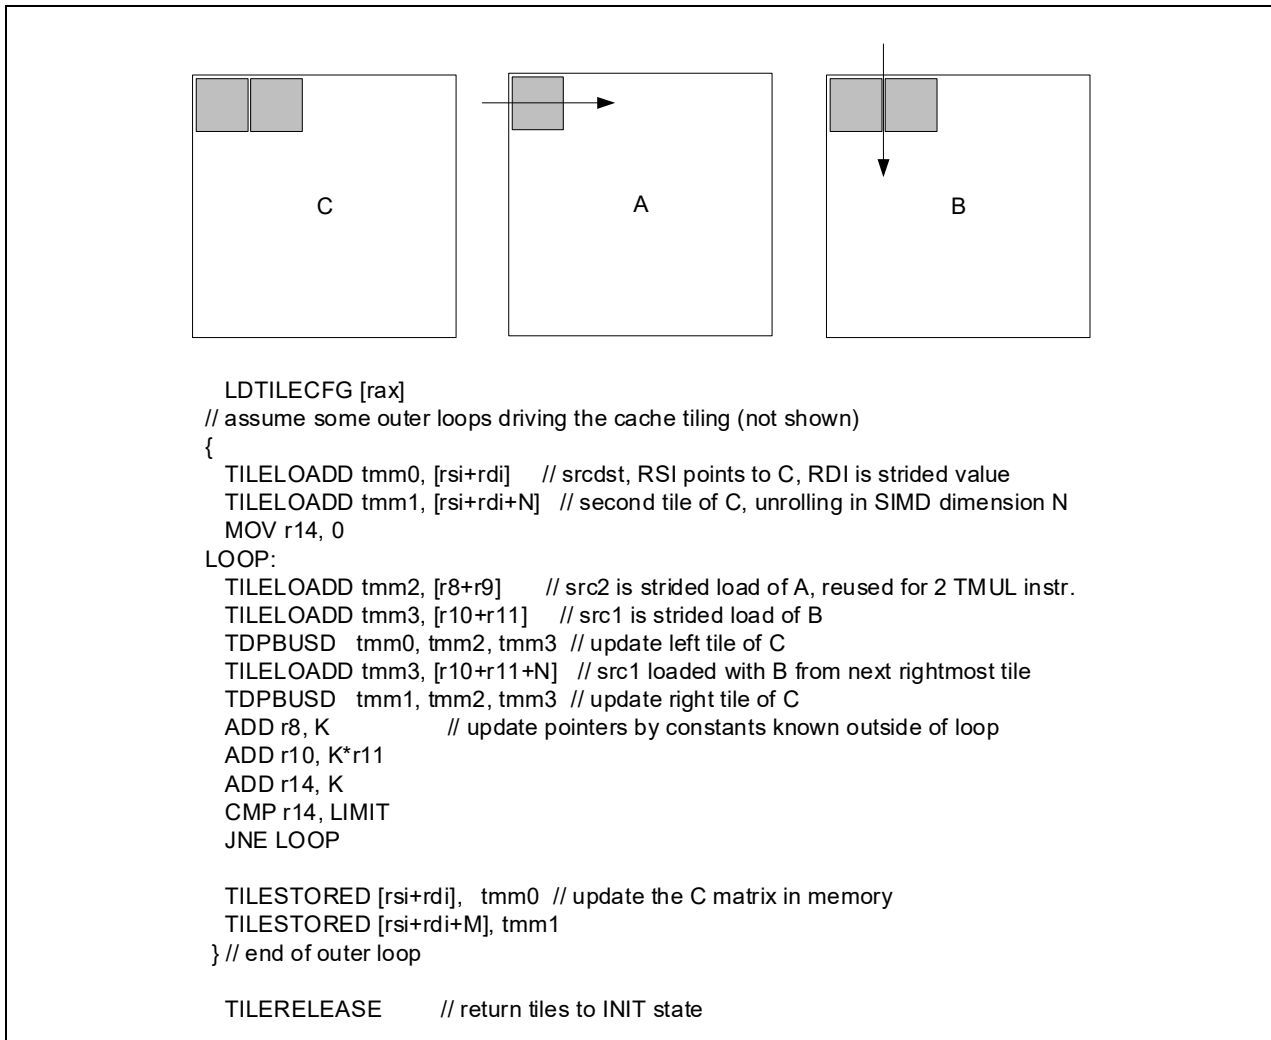 C A B
LDTILECFG [rax]
// assume some outer loops driving the cache tiling (not shown)
{
TILELOADD tmm0, [rsi+rdi] // srcdst, RSI points to C, RDI is strided value
TILELOADD tmm1, [rsi+rdi+N] // second tile of C, unrolling in SIMD dimension N
MOV r14, 0
LOOP:
TILELOADD tmm2, [r8+r9] // src2 is strided load of A, reused for 2 TMUL instr.
TILELOADD tmm3, [r10+r11] // src1 is strided load of B
TDPBUSD tmm0, tmm2, tmm3 // update left tile of C
TILELOADD tmm3, [r10+r11+N] // src1 loaded with B from next rightmost tile
TDPBUSD tmm1, tmm2, tmm3 // update right tile of C
ADD r8, K // update pointers by constants known outside of loop
ADD r10, K*r11
ADD r14, K
CMP r14, LIMIT
JNE LOOP
TILESTORED [rsi+rdi], tmm0 // update the C matrix in memory
TILESTORED [rsi+rdi+M], tmm1
} // end of outer loop
TILERELEASE // return tiles to INIT state